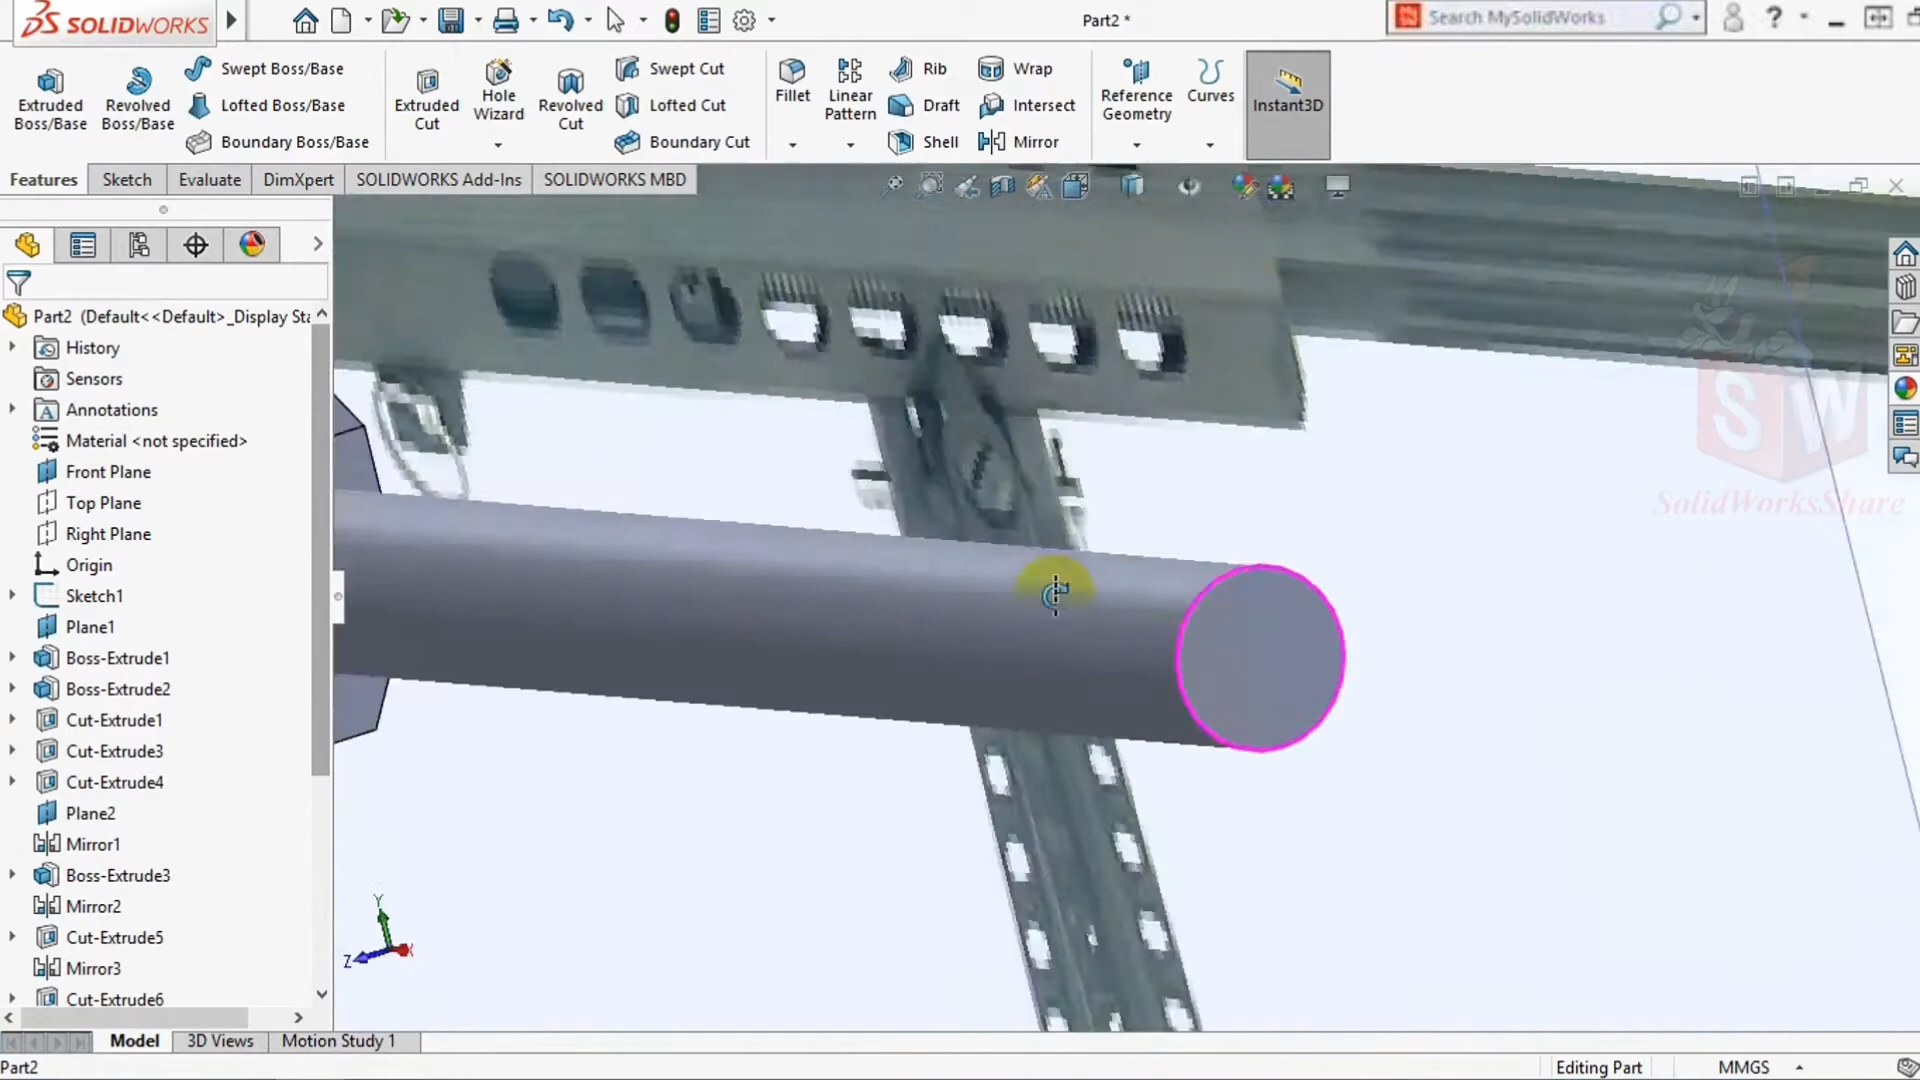 SOLIDWORKS
Part2 *
Search MySolidWorks
?
Extruded Boss/Base
Revolved Boss/Base
Swept Boss/Base
Lofted Boss/Base
Boundary Boss/Base
Extruded Cut
Hole Wizard
Revolved Cut
Swept Cut
Lofted Cut
Boundary Cut
Fillet
Linear Pattern
Rib
Draft
Shell
Wrap
Intersect
Mirror
Reference Geometry
Curves
Instant3D
Features
Sketch
Evaluate
DimXpert
SOLIDWORKS Add-Ins
SOLIDWORKS MBD
Part2 (Default<<Default>_Display Sta
History
Sensors
Annotations
Material <not specified>
Front Plane
Top Plane
Right Plane
Origin
Sketch1
Plane1
Boss-Extrude1
Boss-Extrude2
Cut-Extrude1
Cut-Extrude3
Cut-Extrude4
Plane2
Mirror1
Boss-Extrude3
Mirror2
Cut-Extrude5
Mirror3
Cut-Extrude6
SW
SolidWorksShare
Y
Z
X
Model
3D Views
Motion Study 1
Part2
Editing Part
MMGS